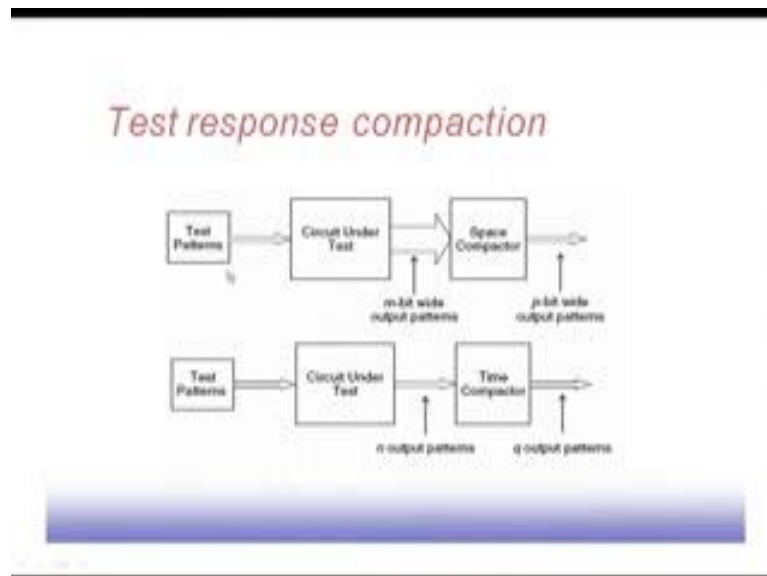 Test response compaction
Test
Patterns
Circuit Under
Test
Space
Compactor
m-bit wide
output patterns
p-bit wide
output patterns
Test
Patterns
Circuit Under
Test
Time
Compactor
n output patterns
q output patterns